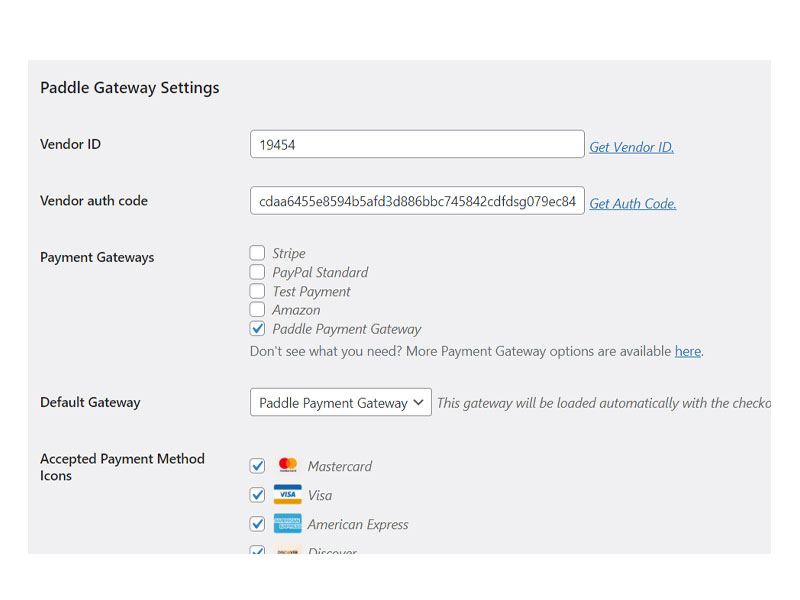 Paddle Gateway Settings
Vendor ID
19454
Get Vendor ID.
Vendor auth code
cdaa6455e8594b5afd3d886bbc745842cdfdsg079ec84
Get Auth Code.
Payment Gateways
Stripe
PayPal Standard
Test Payment
Amazon
Paddle Payment Gateway
Don't see what you need? More Payment Gateway options are available here.
Default Gateway
Paddle Payment Gateway
This gateway will be loaded automatically with the checko
Accepted Payment Method
Icons
Mastercard
VISA
Visa
American Express
Discover